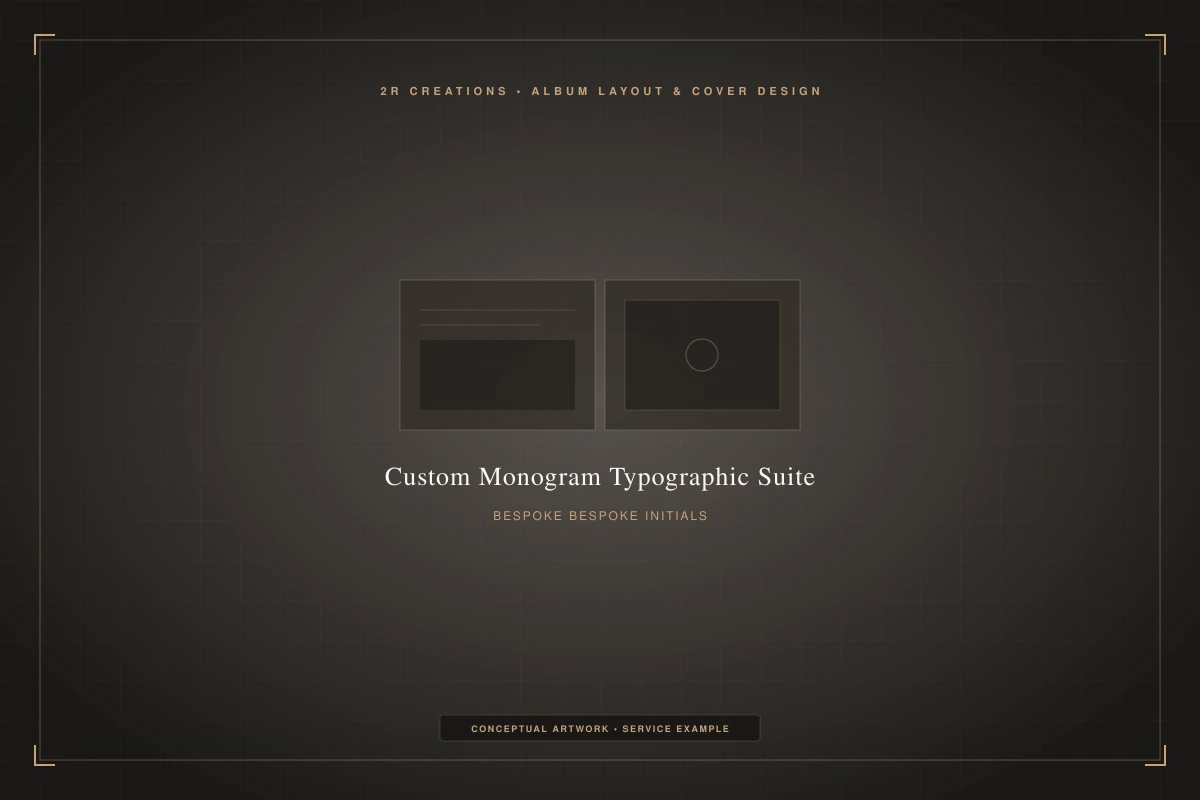 2R CREATIONS • ALBUM LAYOUT & COVER DESIGN
Custom Monogram Typographic Suite
BESPOKE BESPOKE INITIALS
CONCEPTUAL ARTWORK • SERVICE EXAMPLE